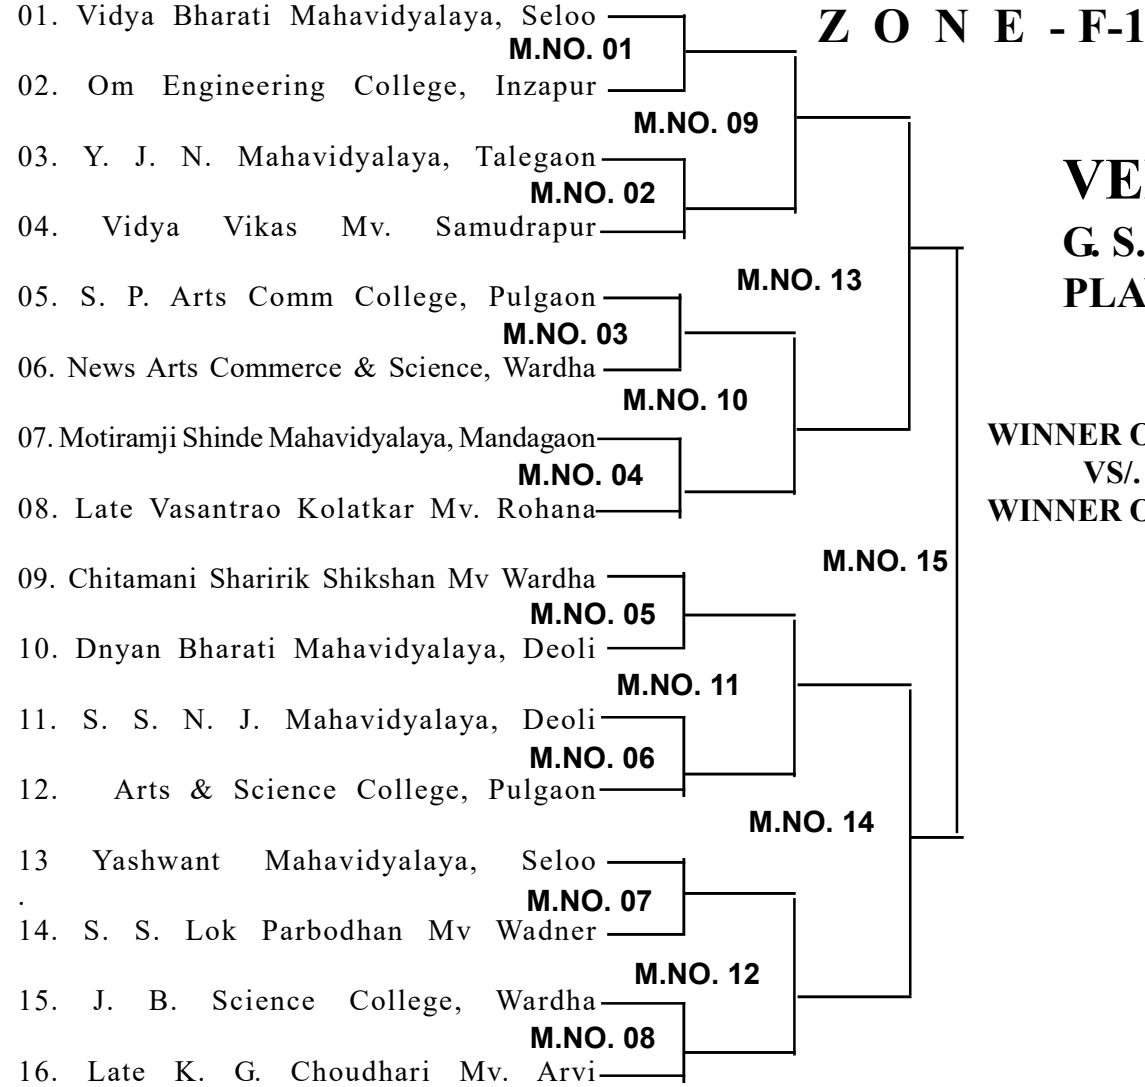 01. Vidya Bharati Mahavidyalaya, Seloo
Z O N E - F-1
M.NO. 01
02. Om Engineering College, Inzapur
M.NO. 09
03. Y. J. N. Mahavidyalaya, Talegaon
M.NO. 02
04. Vidya Vikas Mv. Samudrapur
G. S.
M.NO. 13
05. S. P. Arts Comm College, Pulgaon
M.NO. 03
06. News Arts Commerce & Science, Wardha
M.NO. 10
07. Motiramji Shinde Mahavidyalaya, Mandagaon
WINNER
M.NO. 04
VS/.
08. Late Vasantrao Kolatkar Mv. Rohana
WINNER
M.NO. 15
09. Chitamani Sharirik Shikshan Mv Wardha
M.NO. 05
10. Dnyan Bharati Mahavidyalaya, Deoli
M.NO. 11
11. S. S. N. J. Mahavidyalaya, Deoli
M.NO. 06
12. Arts & Science College, Pulgaon
M.NO. 14
13 Yashwant Mahavidyalaya, Seloo
.
M.NO. 07
14. S. S. Lok Parbodhan Mv Wadner
M.NO. 12
15. J. B. Science College, Wardha
M.NO. 08
16. Late K. G. Choudhari Mv. Arvi